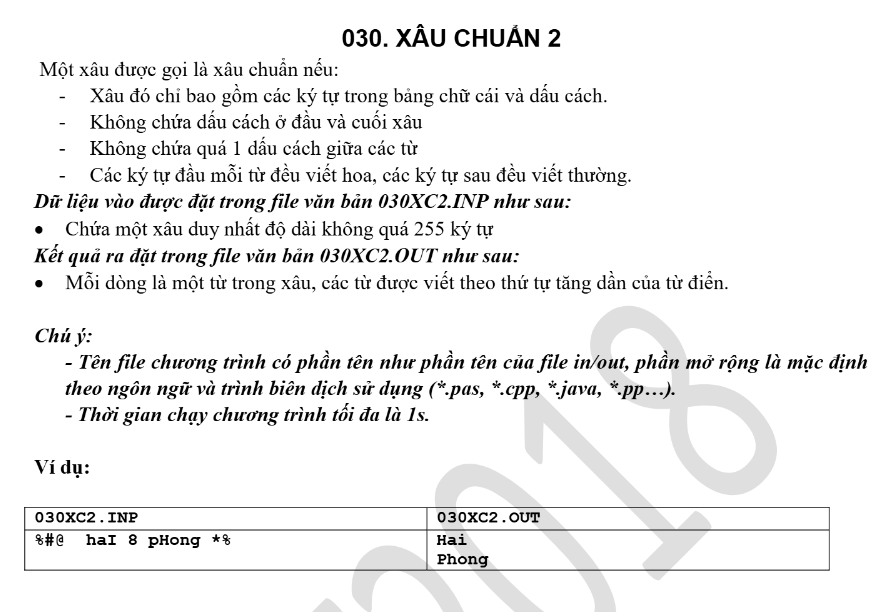 030. XÂU CHUẨN 2
Một xâu được gọi là xâu chuẩn nếu:
- Xâu đó chỉ bao gồm các ký tự trong bảng chữ cái và dấu cách.
- Không chứa dấu cách ở đầu và cuối xâu
- Không chứa quá 1 dấu cách giữa các từ
- Các ký tự đầu mỗi từ đều viết hoa, các ký tự sau đều viết thường.
Dữ liệu vào được đặt trong file văn bản 030XC2.INP như sau:
• Chứa một xâu duy nhất độ dài không quá 255 ký tự
Kết quả ra đặt trong file văn bản 030XC2.OUT như sau:
• Mỗi dòng là một từ trong xâu, các từ được viết theo thứ tự tăng dần của từ điển.
Chú ý:
- Tên file chương trình có phần tên như phần tên của file in/out, phần mở rộng là mặc định
theo ngôn ngữ và trình biên dịch sử dụng (*.pas, *.cpp, *.java, *.pp…).
- Thời gian chạy chương trình tối đa là 1s.
Ví dụ:
030XC2.INP 030XC2.OUT
%#@  haI 8 pHong *% Hai
Phong
2018